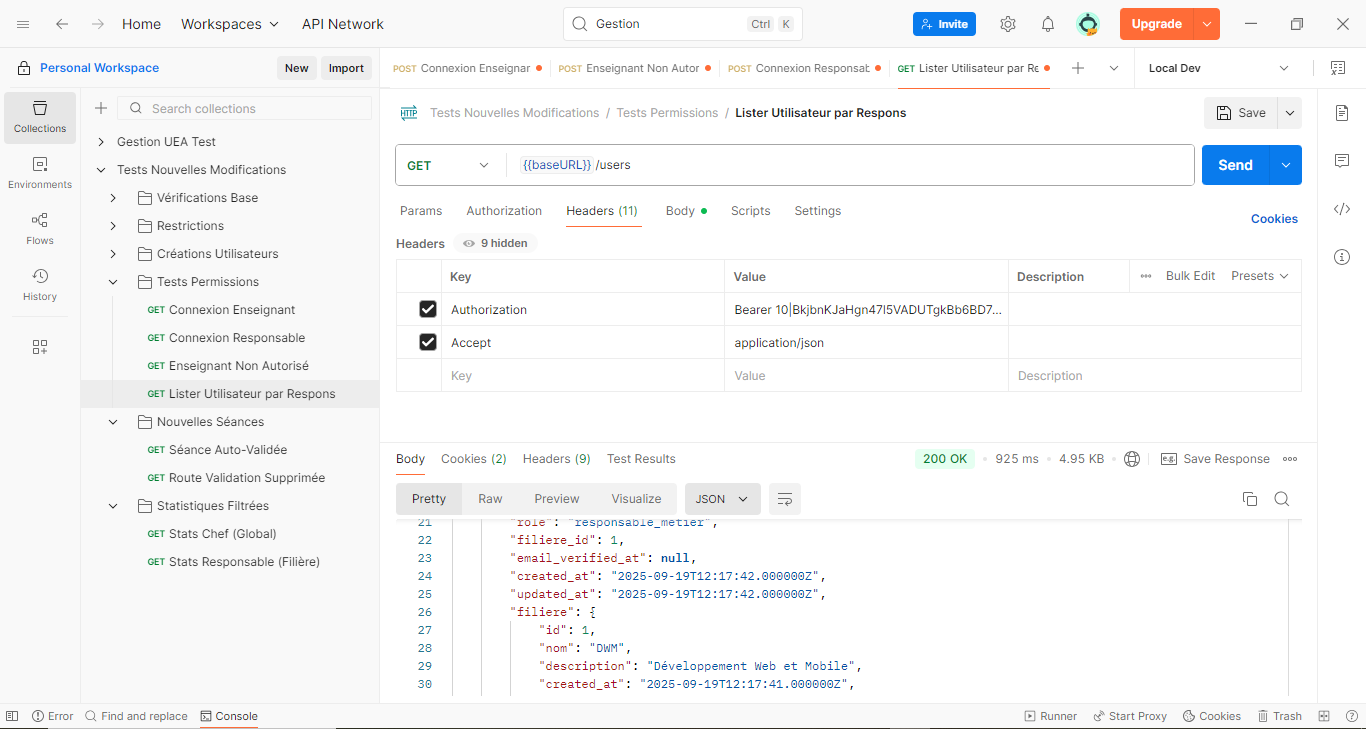 Home Workspaces API Network Gestion Ctrl K Invite Upgrade
Personal Workspace New Import
POST Connexion Enseignar POST Enseignant Non Autor POST Connexion Responsab GET Lister Utilisateur par Re Local Dev
Collections
Environments
Flows
History
Search collections
Gestion UEA Test
Tests Nouvelles Modifications
Vérifications Base
Restrictions
Créations Utilisateurs
Tests Permissions
GET Connexion Enseignant
GET Connexion Responsable
GET Enseignant Non Autorisé
GET Lister Utilisateur par Respons
Nouvelles Séances
GET Séance Auto-Validée
GET Route Validation Supprimée
Statistiques Filtrées
GET Stats Chef (Global)
GET Stats Responsable (Filière)
HTTP Tests Nouvelles Modifications / Tests Permissions / Lister Utilisateur par Respons Save
GET {{baseURL}} /users Send
Params Authorization Headers (11) Body Scripts Settings Cookies
Headers 9 hidden
Key Value Description Bulk Edit Presets
Authorization Bearer 10|BkjbnKJaHgn47I5VADUTgkBb6BD7...
Accept application/json
Key Value Description
Body Cookies (2) Headers (9) Test Results 200 OK 925 ms 4.95 KB e.g. Save Response
Pretty Raw Preview Visualize JSON
21 "role": "responsable_metier",
22 "filiere_id": 1,
23 "email_verified_at": null,
24 "created_at": "2025-09-19T12:17:42.000000Z",
25 "updated_at": "2025-09-19T12:17:42.000000Z",
26 "filiere": {
27 "id": 1,
28 "nom": "DWM",
29 "description": "Développement Web et Mobile",
30 "created_at": "2025-09-19T12:17:41.000000Z",
Error Find and replace Console Runner Start Proxy Cookies Trash